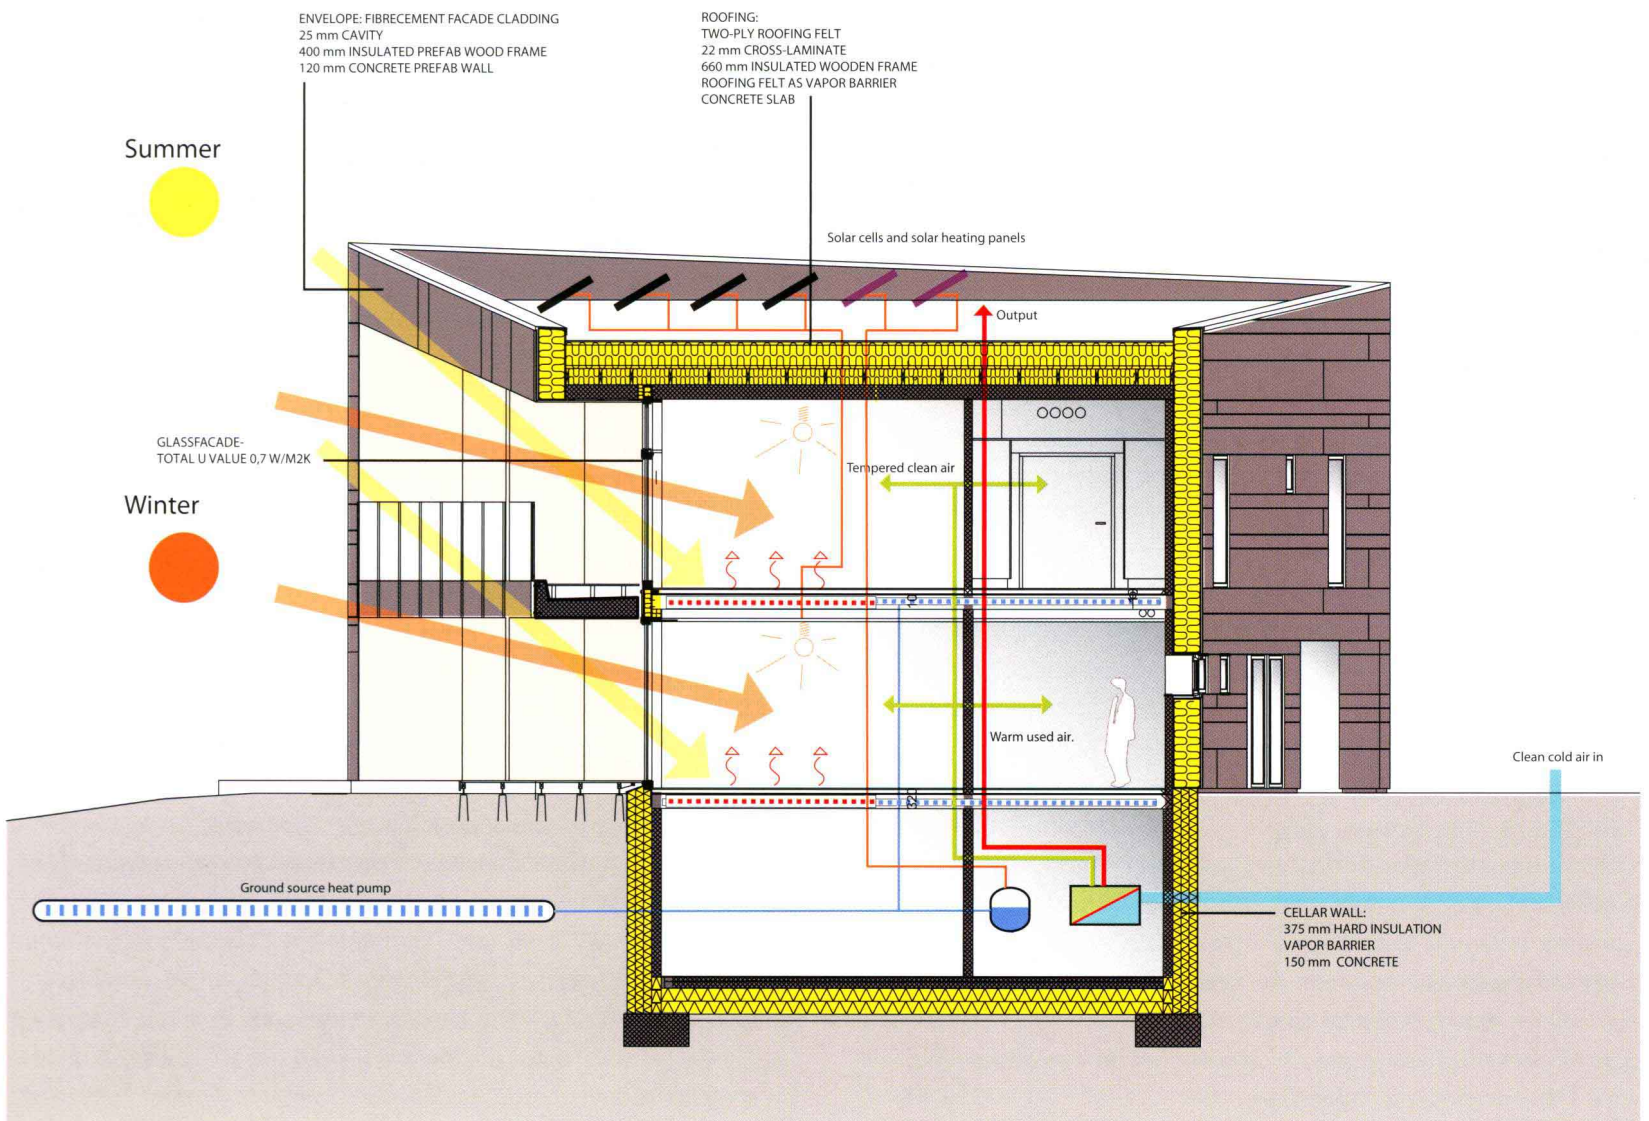 ENVELOPE: FIBRECEMENT FACADE CLADDING
25 mm CAVITY
400 mm INSULATED PREFAB WOOD FRAME
120 mm CONCRETE PREFAB WALL
ROOFING:
TWO-PLY ROOFING FELT
22 mm CROSS-LAMINATE
660 mm INSULATED WOODEN FRAME
ROOFING FELT AS VAPOR BARRIER
CONCRETE SLAB
Summer
Solar cells and solar heating panels
Output
GLASSFACADE-
TOTAL U VALUE 0,7 W/M2K
Tempered clean air
Winter
10
Warm used air.
Clean cold air in
320
Ground source heat pump
CELLAR WALL:
375 mm HARD INSULATION
VAPOR BARRIER
150 mm CONCRETE